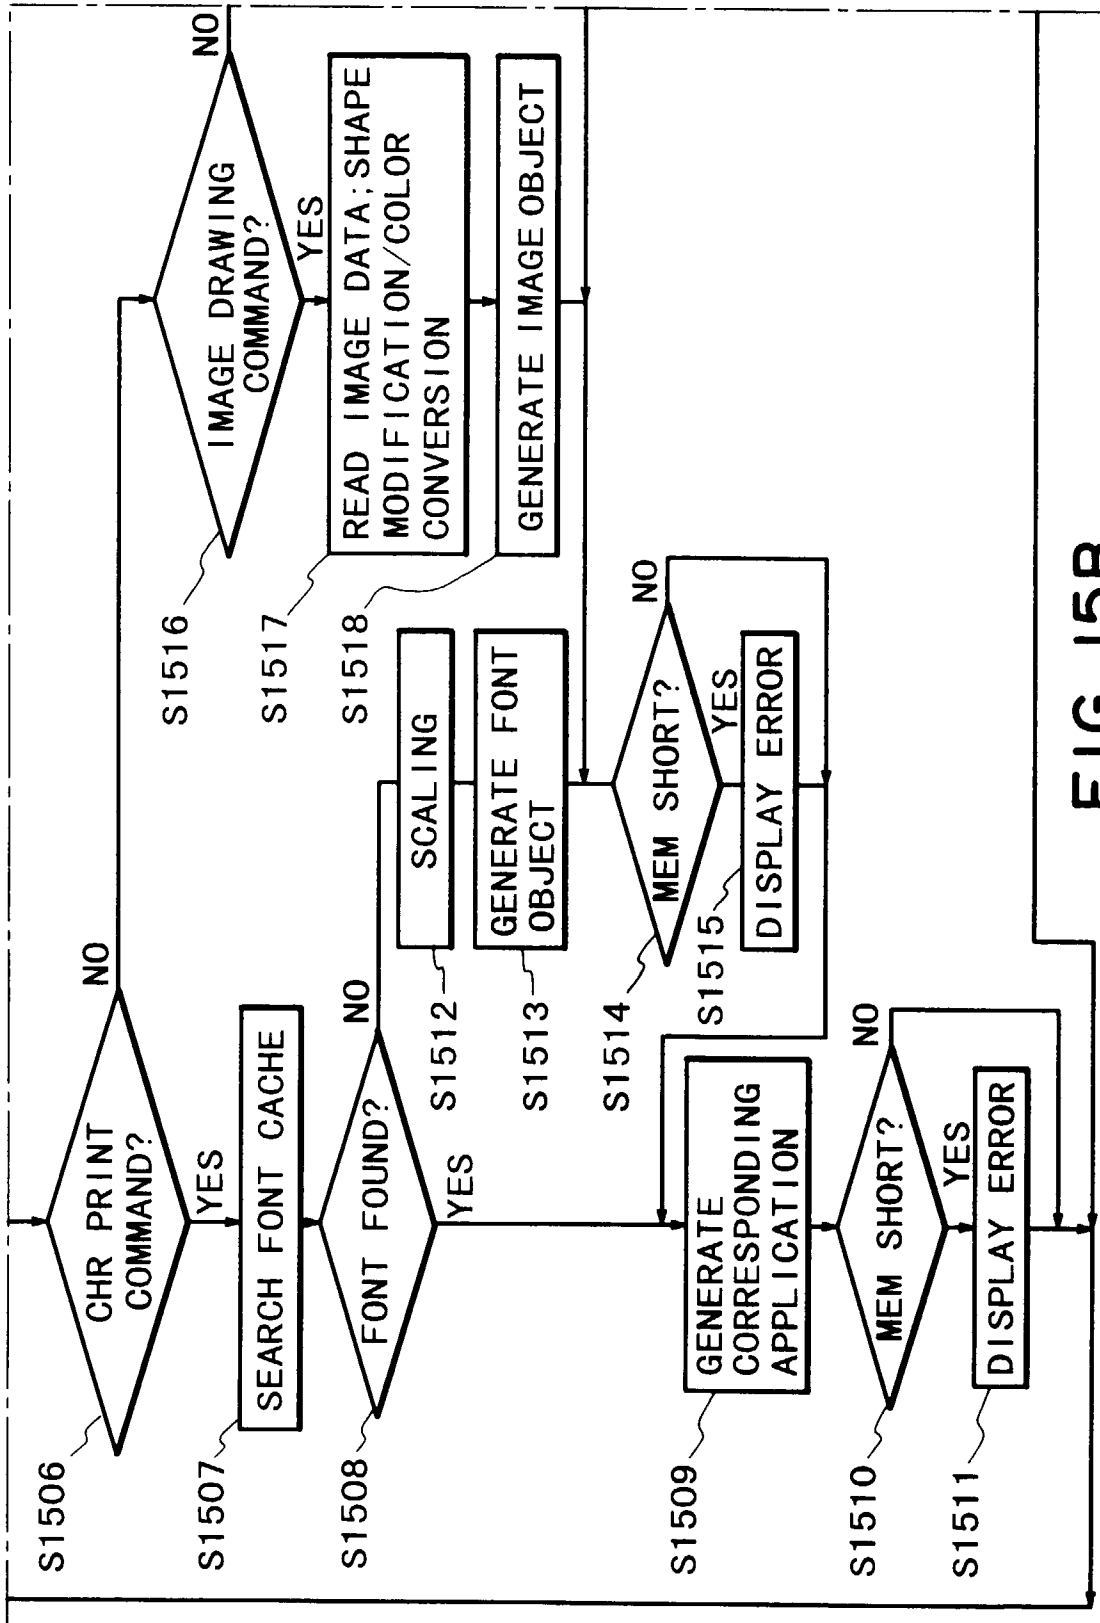 S1506
CHR PRINT
COMMAND?
NO
YES
S1507
SEARCH FONT CACHE
S1508
FONT FOUND?
NO
YES
S1509
GENERATE
CORRESPONDING
APPLICATION
S1510
MEM SHORT?
NO
YES
S1511
DISPLAY ERROR
S1512
SCALING
S1513
GENERATE FONT
OBJECT
S1514
MEM SHORT?
NO
YES
S1515
DISPLAY ERROR
S1516
IMAGE DRAWING
COMMAND?
NO
YES
S1517
READ IMAGE DATA;SHAPE
MODIFICATION/COLOR
CONVERSION
S1518
GENERATE IMAGE OBJECT
FIG. 15B